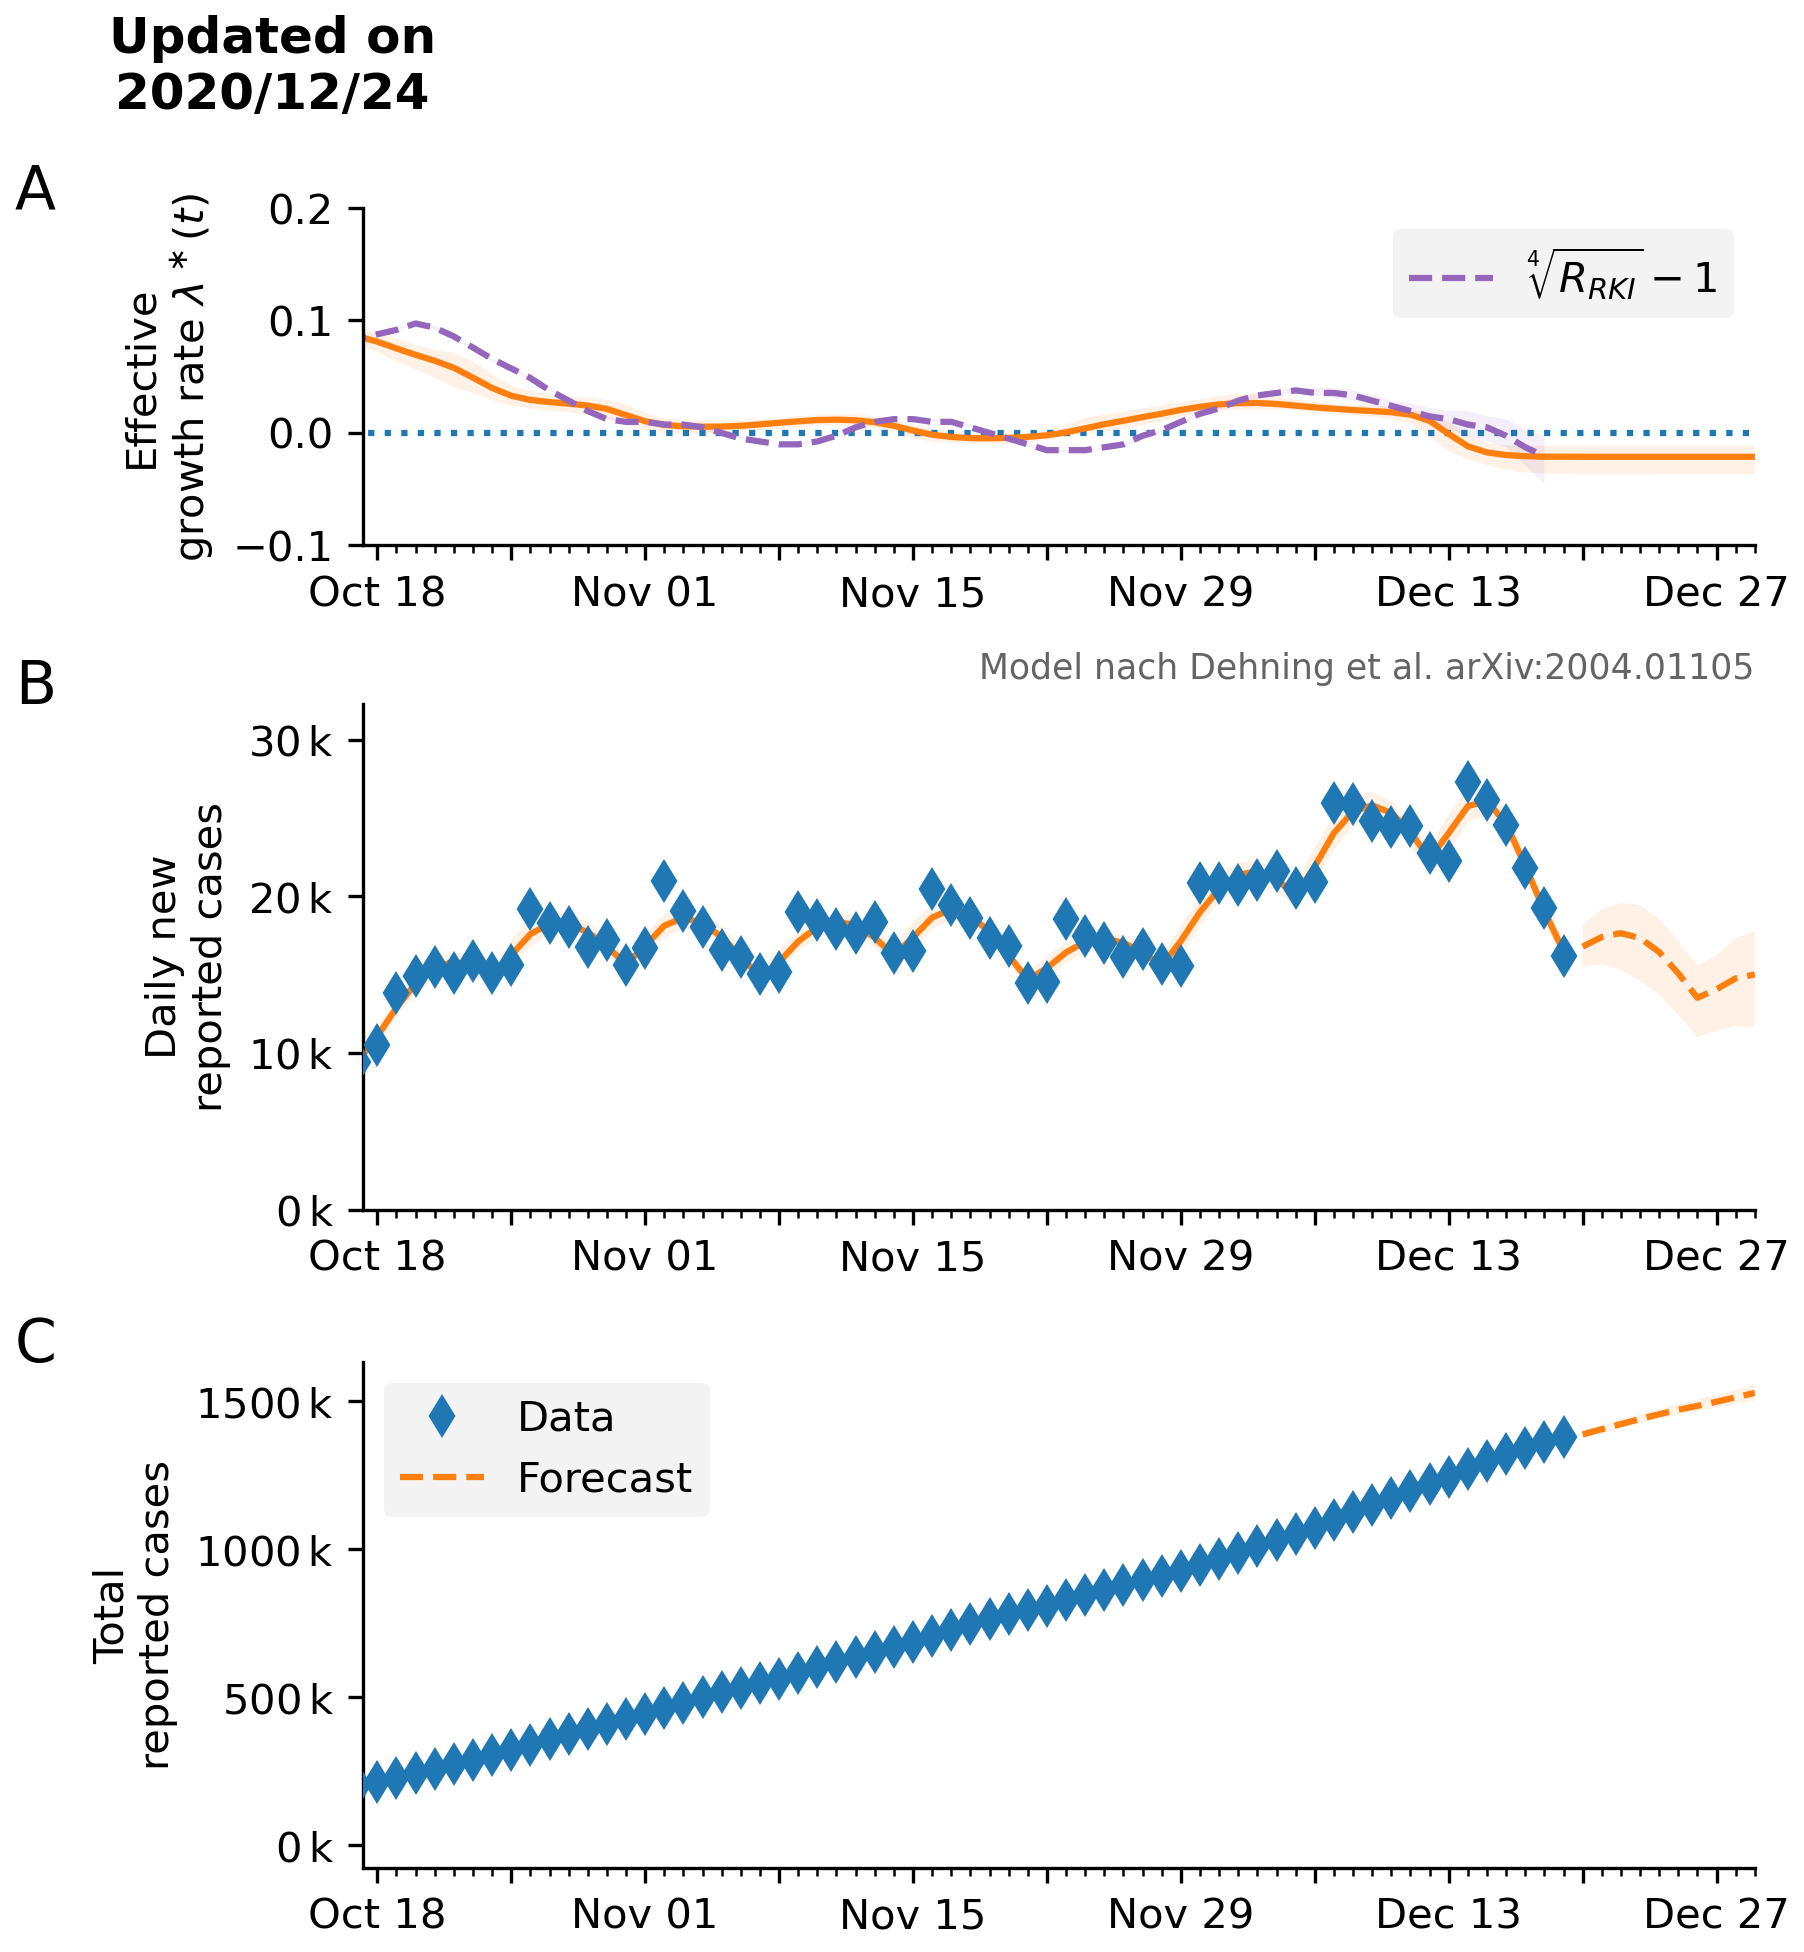 Updated on
2020/12/24
A
Effective
growth rate λ * (t)
0.2
0.1
0.0
−0.1
∜R_RKI − 1
Oct 18 Nov 01 Nov 15 Nov 29 Dec 13 Dec 27
Model nach Dehning et al. arXiv:2004.01105
B
Daily new
reported cases
30 k
20 k
10 k
0 k
Oct 18 Nov 01 Nov 15 Nov 29 Dec 13 Dec 27
C
Total
reported cases
1500 k
1000 k
500 k
0 k
Data
Forecast
Oct 18 Nov 01 Nov 15 Nov 29 Dec 13 Dec 27